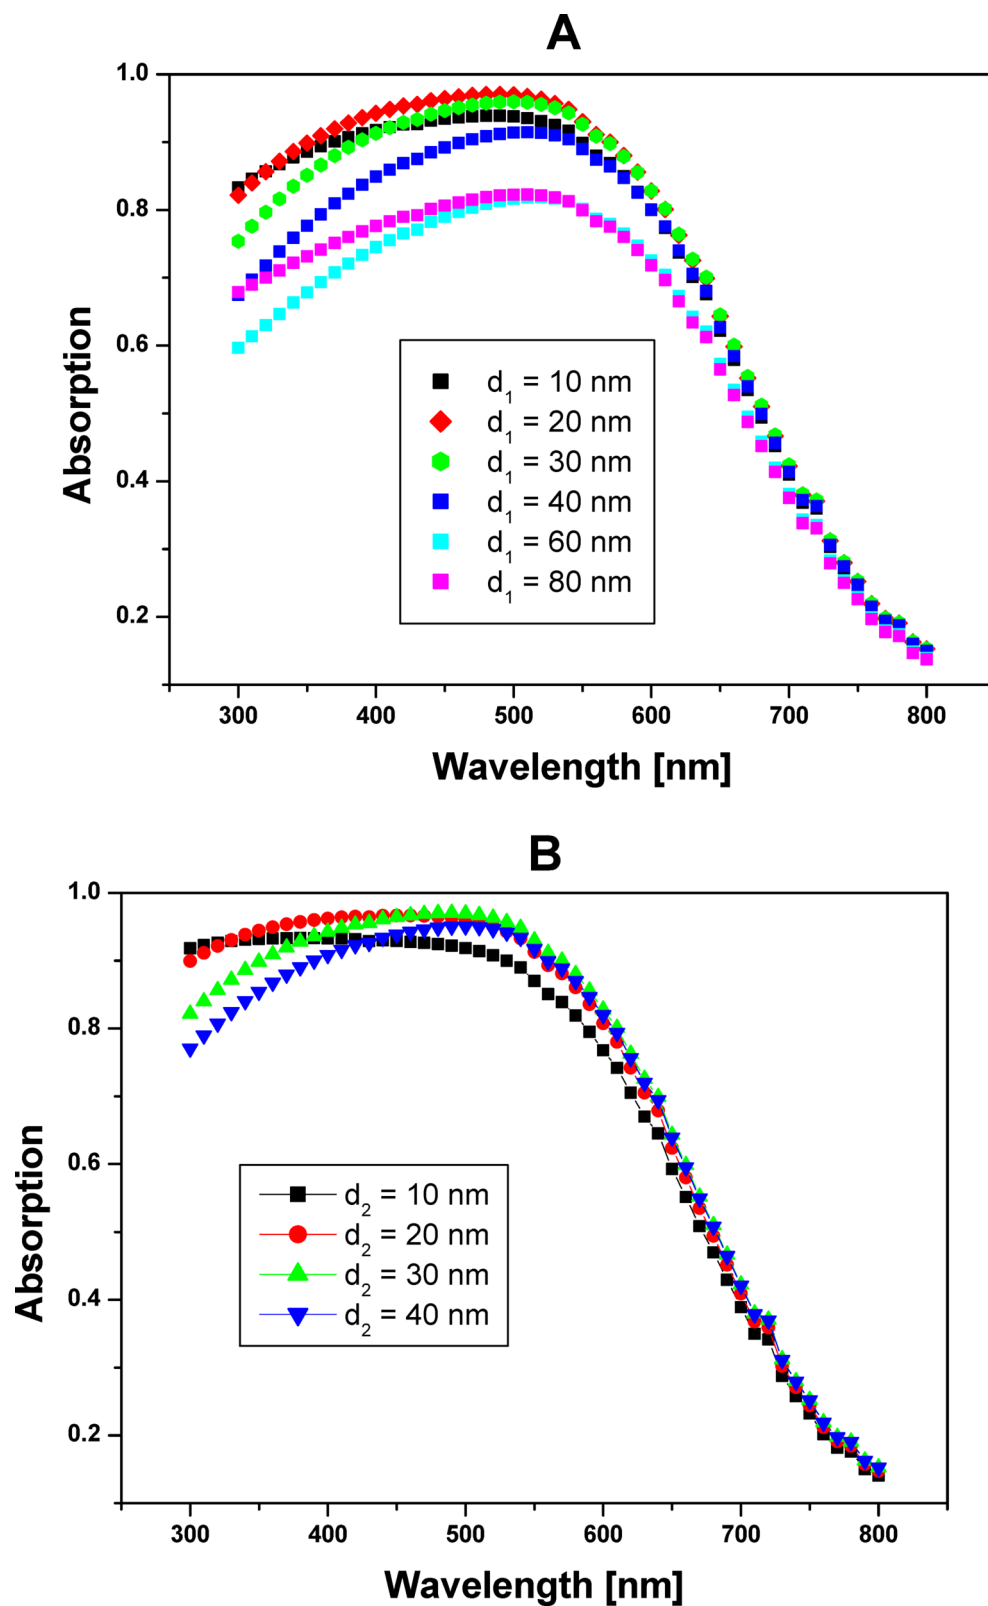 A
1.0
0.8
0.6
0.4
0.2
Absorption
d1 = 10 nm
d1 = 20 nm
d1 = 30 nm
d1 = 40 nm
d1 = 60 nm
d1 = 80 nm
300 400 500 600 700 800
Wavelength [nm]
B
1.0
0.8
0.6
0.4
0.2
Absorption
d2 = 10 nm
d2 = 20 nm
d2 = 30 nm
d2 = 40 nm
300 400 500 600 700 800
Wavelength [nm]